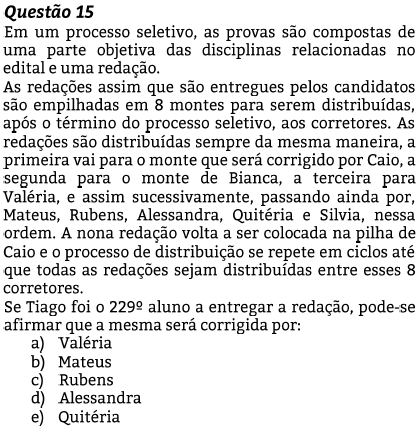 Questão 15
Em um processo seletivo, as provas são compostas de
uma parte objetiva das disciplinas relacionadas no
edital e uma redação.
As redações assim que são entregues pelos candidatos
são empilhadas em 8 montes para serem distribuídas,
após o término do processo seletivo, aos corretores. As
redações são distribuídas sempre da mesma maneira, a
primeira vai para o monte que será corrigido por Caio, a
segunda para o monte de Bianca, a terceira para
Valéria, e assim sucessivamente, passando ainda por,
Mateus, Rubens, Alessandra, Quitéria e Silvia, nessa
ordem. A nona redação volta a ser colocada na pilha de
Caio e o processo de distribuição se repete em ciclos até
que todas as redações sejam distribuídas entre esses 8
corretores.
Se Tiago foi o 229º aluno a entregar a redação, pode-se
afirmar que a mesma será corrigida por:
a) Valéria
b) Mateus
c) Rubens
d) Alessandra
e) Quitéria